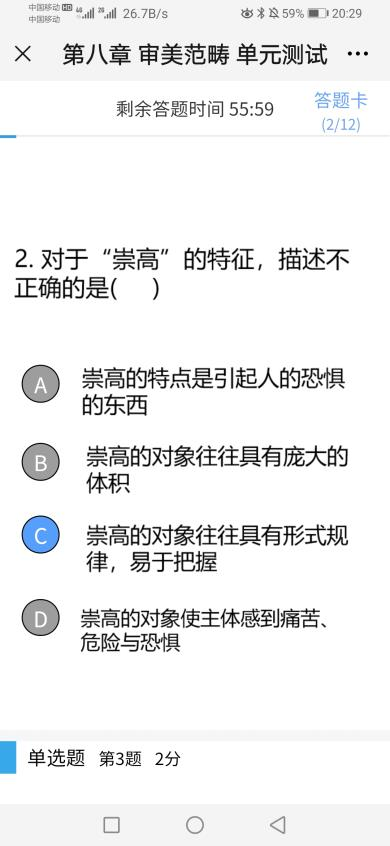 中国移动 HD 4G 2G 26.7B/s 59% 20:29
中国移动
第八章 审美范畴 单元测试
剩余答题时间 55:59
答题卡
(2/12)
2. 对于“崇高”的特征，描述不
正确的是( )
A 崇高的特点是引起人的恐惧
的东西
B 崇高的对象往往具有庞大的
体积
C 崇高的对象往往具有形式规
律，易于把握
D 崇高的对象使主体感到痛苦、
危险与恐惧
单选题 第3题 2分